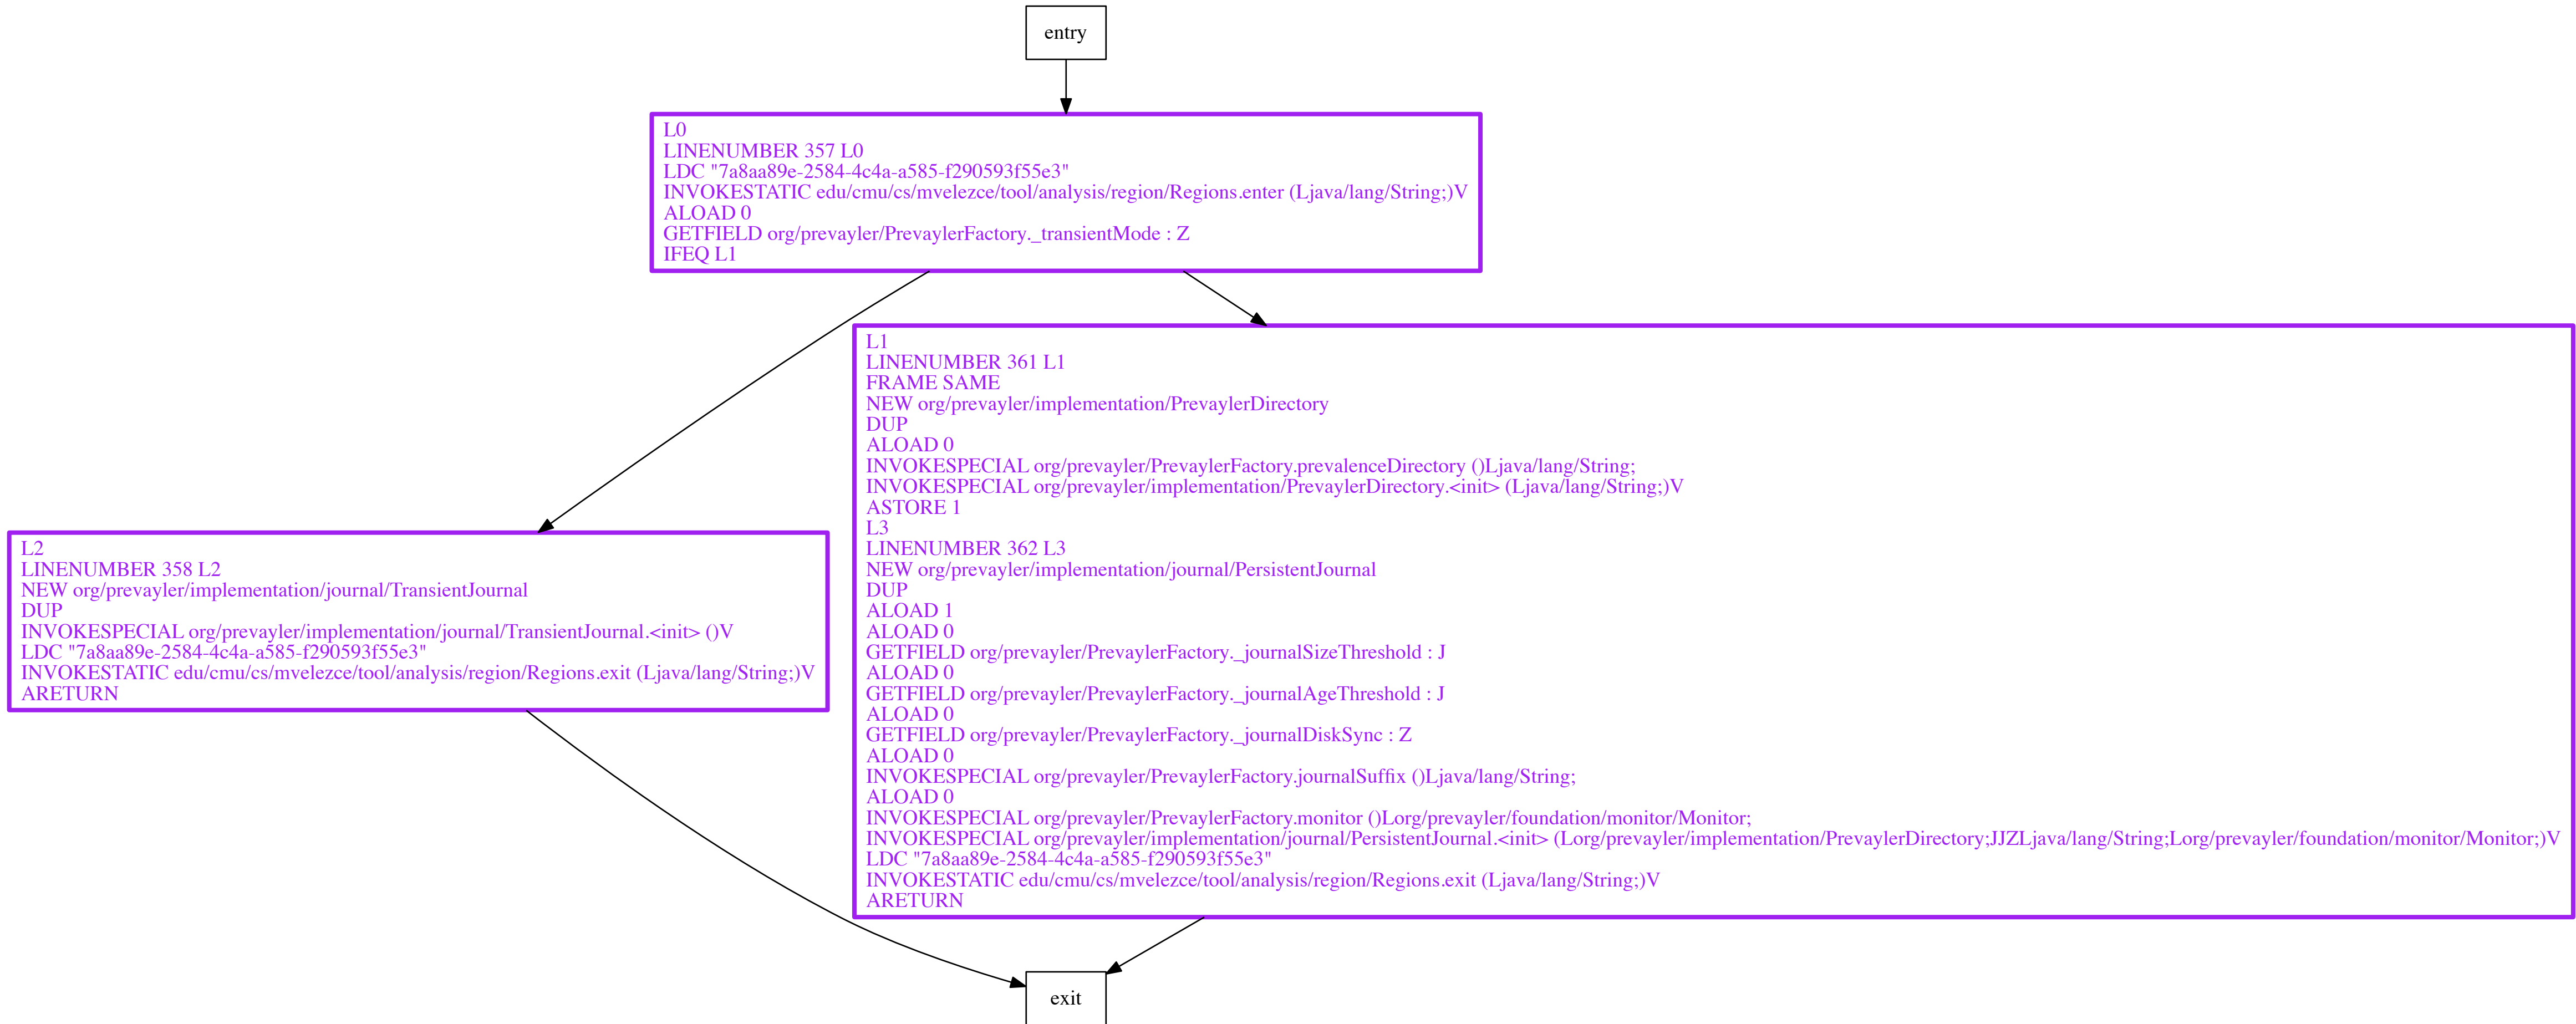 entry
L0
LINENUMBER 357 L0
LDC "7a8aa89e-2584-4c4a-a585-f290593f55e3"
INVOKESTATIC edu/cmu/cs/mvelezce/tool/analysis/region/Regions.enter (Ljava/lang/String;)V
ALOAD 0
GETFIELD org/prevayler/PrevaylerFactory._transientMode : Z
IFEQ L1
L1
LINENUMBER 361 L1
FRAME SAME
NEW org/prevayler/implementation/PrevaylerDirectory
DUP
ALOAD 0
INVOKESPECIAL org/prevayler/PrevaylerFactory.prevalenceDirectory ()Ljava/lang/String;
INVOKESPECIAL org/prevayler/implementation/PrevaylerDirectory.<init> (Ljava/lang/String;)V
ASTORE 1
L3
LINENUMBER 362 L3
NEW org/prevayler/implementation/journal/PersistentJournal
DUP
ALOAD 1
ALOAD 0
GETFIELD org/prevayler/PrevaylerFactory._journalSizeThreshold : J
ALOAD 0
GETFIELD org/prevayler/PrevaylerFactory._journalAgeThreshold : J
ALOAD 0
GETFIELD org/prevayler/PrevaylerFactory._journalDiskSync : Z
ALOAD 0
INVOKESPECIAL org/prevayler/PrevaylerFactory.journalSuffix ()Ljava/lang/String;
ALOAD 0
INVOKESPECIAL org/prevayler/PrevaylerFactory.monitor ()Lorg/prevayler/foundation/monitor/Monitor;
INVOKESPECIAL org/prevayler/implementation/journal/PersistentJournal.<init> (Lorg/prevayler/implementation/PrevaylerDirectory;JJZLjava/lang/String;Lorg/prevayler/foundation/monitor/Monitor;)V
LDC "7a8aa89e-2584-4c4a-a585-f290593f55e3"
INVOKESTATIC edu/cmu/cs/mvelezce/tool/analysis/region/Regions.exit (Ljava/lang/String;)V
ARETURN
L2
LINENUMBER 358 L2
NEW org/prevayler/implementation/journal/TransientJournal
DUP
INVOKESPECIAL org/prevayler/implementation/journal/TransientJournal.<init> ()V
LDC "7a8aa89e-2584-4c4a-a585-f290593f55e3"
INVOKESTATIC edu/cmu/cs/mvelezce/tool/analysis/region/Regions.exit (Ljava/lang/String;)V
ARETURN
exit